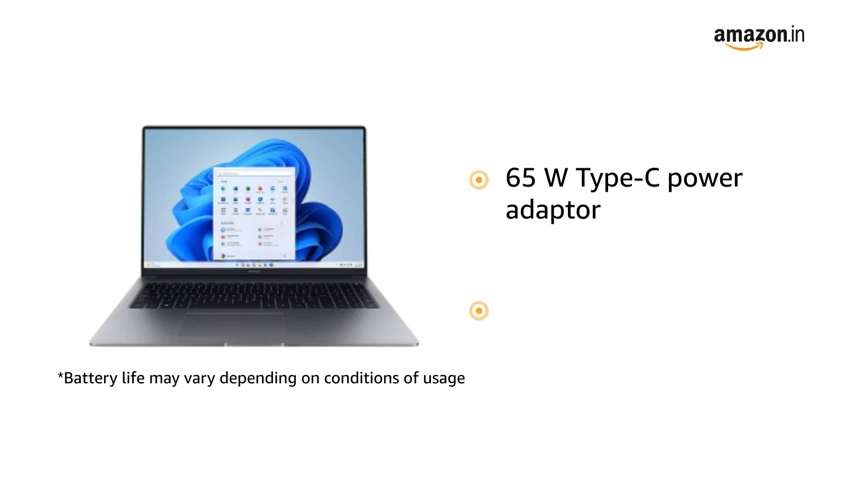 amazon.in
65 W Type-C power
adaptor
*Battery life may vary depending on conditions of usage